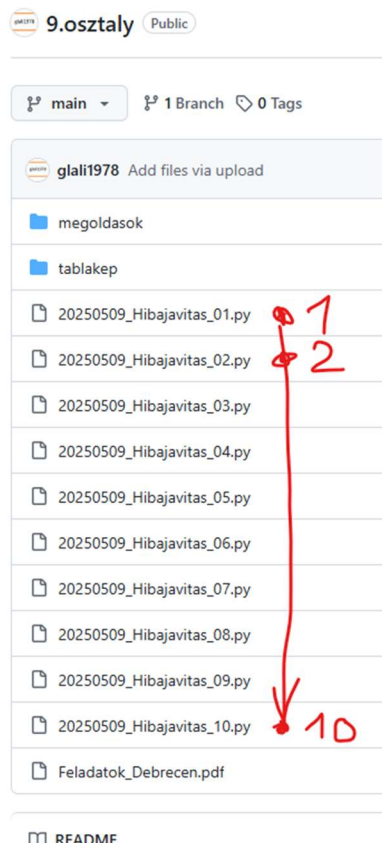 9.osztaly Public
main 1 Branch 0 Tags
glali1978 Add files via upload
megoldasok
tablakep
20250509_Hibajavitas_01.py 1
20250509_Hibajavitas_02.py 2
20250509_Hibajavitas_03.py
20250509_Hibajavitas_04.py
20250509_Hibajavitas_05.py
20250509_Hibajavitas_06.py
20250509_Hibajavitas_07.py
20250509_Hibajavitas_08.py
20250509_Hibajavitas_09.py
20250509_Hibajavitas_10.py 10
Feladatok_Debrecen.pdf
README